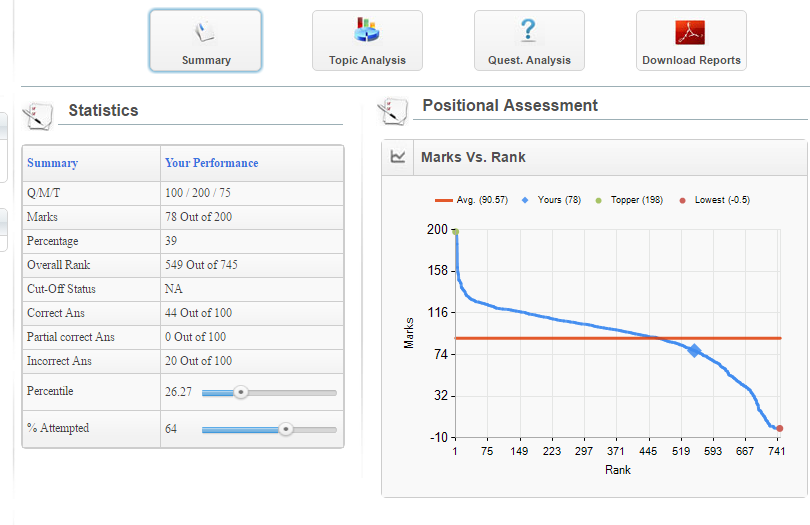 Summary
Topic Analysis
?
Quest. Analysis
Download Reports
Statistics
Positional Assessment
Summary Your Performance
Q/M/T 100 / 200 / 75
Marks 78 Out of 200
Percentage 39
Overall Rank 549 Out of 745
Cut-Off Status NA
Correct Ans 44 Out of 100
Partial correct Ans 0 Out of 100
Incorrect Ans 20 Out of 100
Percentile 26.27
% Attempted 64
Marks Vs. Rank
Avg. (90.57) Yours (78) Topper (198) Lowest (-0.5)
Marks
200
158
116
74
32
-10
1 75 149 223 297 371 445 519 593 667 741
Rank